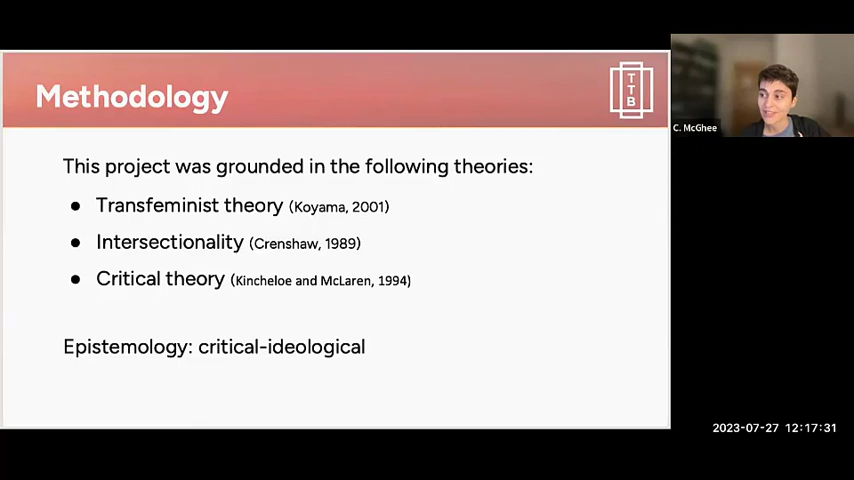 Methodology
T
T
B
C. McGhee
This project was grounded in the following theories:
● Transfeminist theory (Koyama, 2001)
● Intersectionality (Crenshaw, 1989)
● Critical theory (Kincheloe and McLaren, 1994)
Epistemology: critical-ideological
2023-07-27 12:17:31